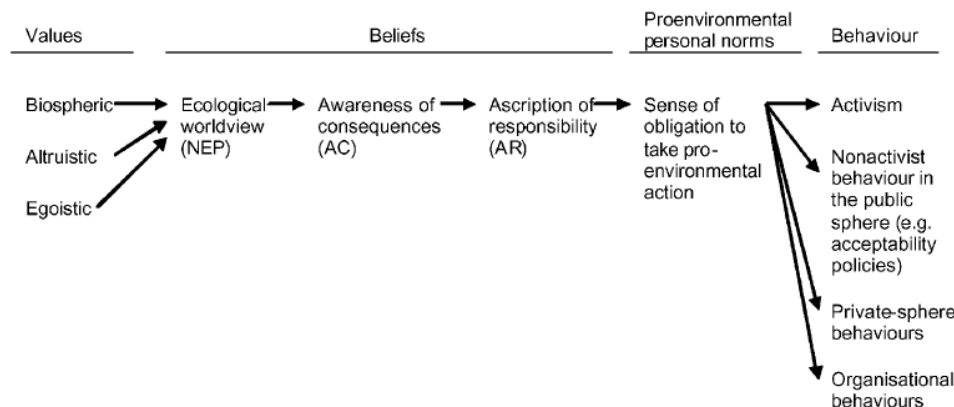 Values
Beliefs
Proenvironmental
personal norms
Behaviour
Biospheric
Altruistic
Egoistic
Ecological
worldview
(NEP)
Awareness of
consequences
(AC)
Ascription of
responsibility
(AR)
Sense of
obligation to
take pro-
environmental
action
Activism
Nonactivist
behaviour in
the public
sphere (e.g.
acceptability
policies)
Private-sphere
behaviours
Organisational
behaviours